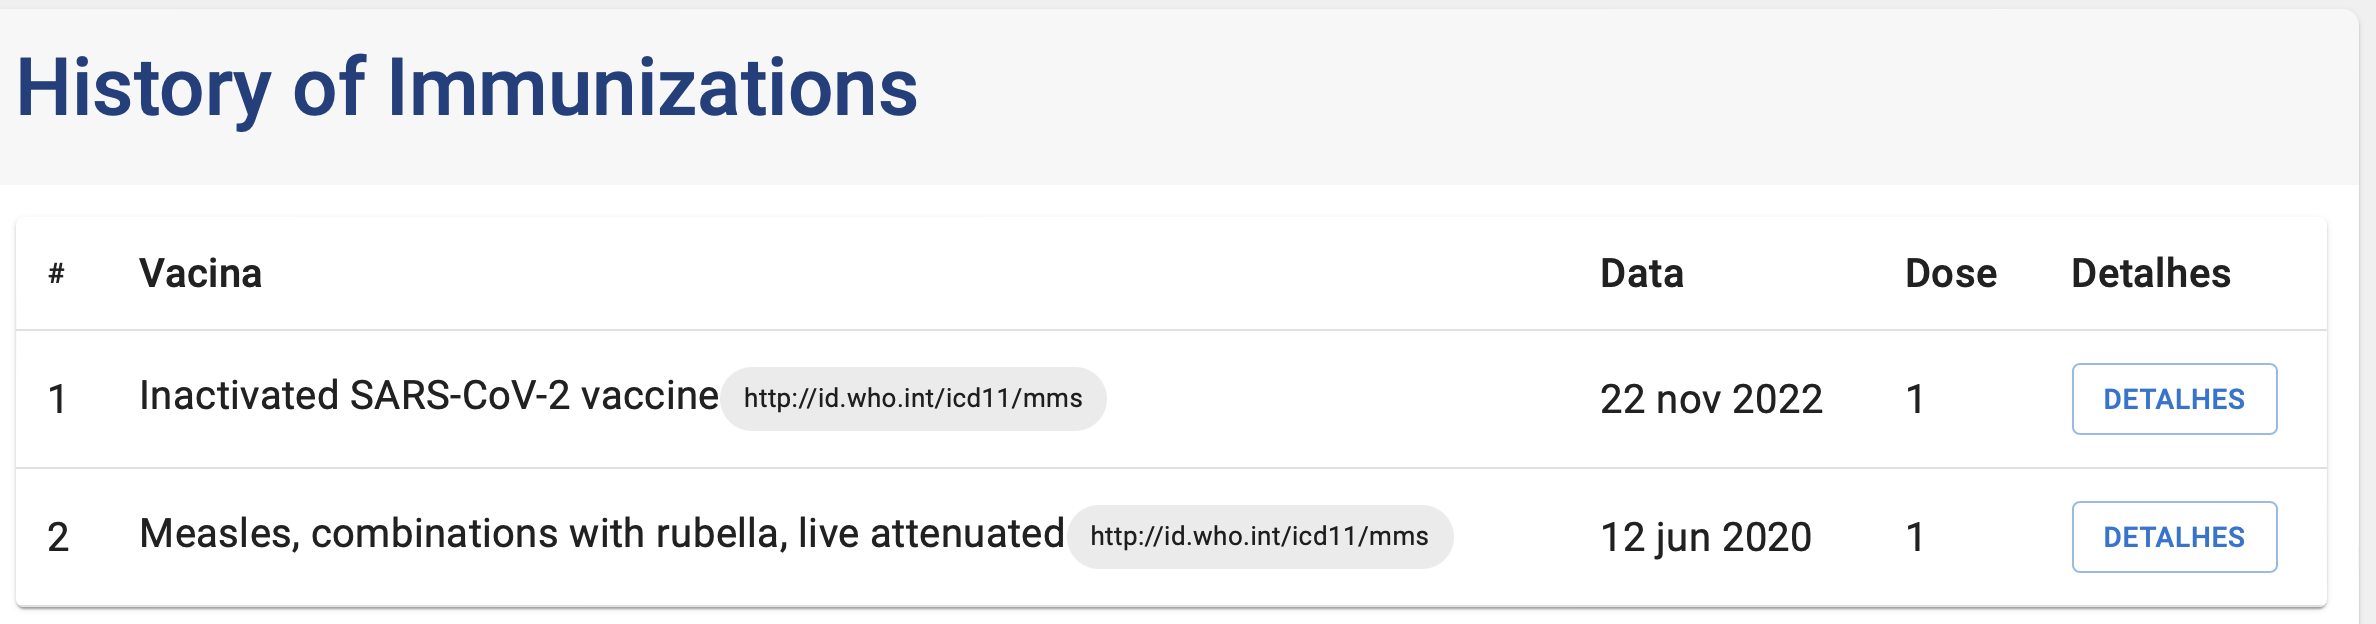 History of Immunizations
# Vacina Data Dose Detalhes
1 Inactivated SARS-CoV-2 vaccine http://id.who.int/icd11/mms 22 nov 2022 1 DETALHES
2 Measles, combinations with rubella, live attenuated http://id.who.int/icd11/mms 12 jun 2020 1 DETALHES